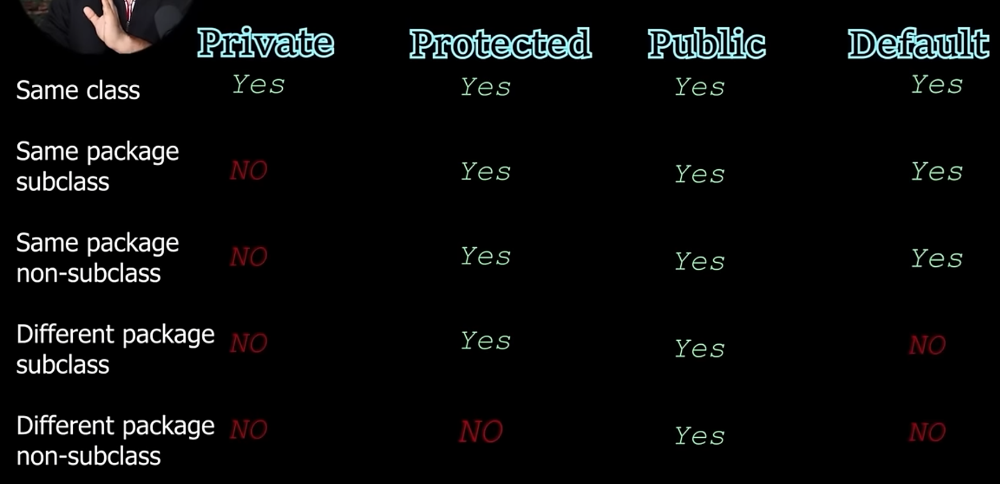 Private Protected Public Default
Same class Yes Yes Yes Yes
Same package
subclass NO Yes Yes Yes
Same package
non-subclass NO Yes Yes Yes
Different package
subclass NO Yes Yes NO
Different package
non-subclass NO NO Yes NO